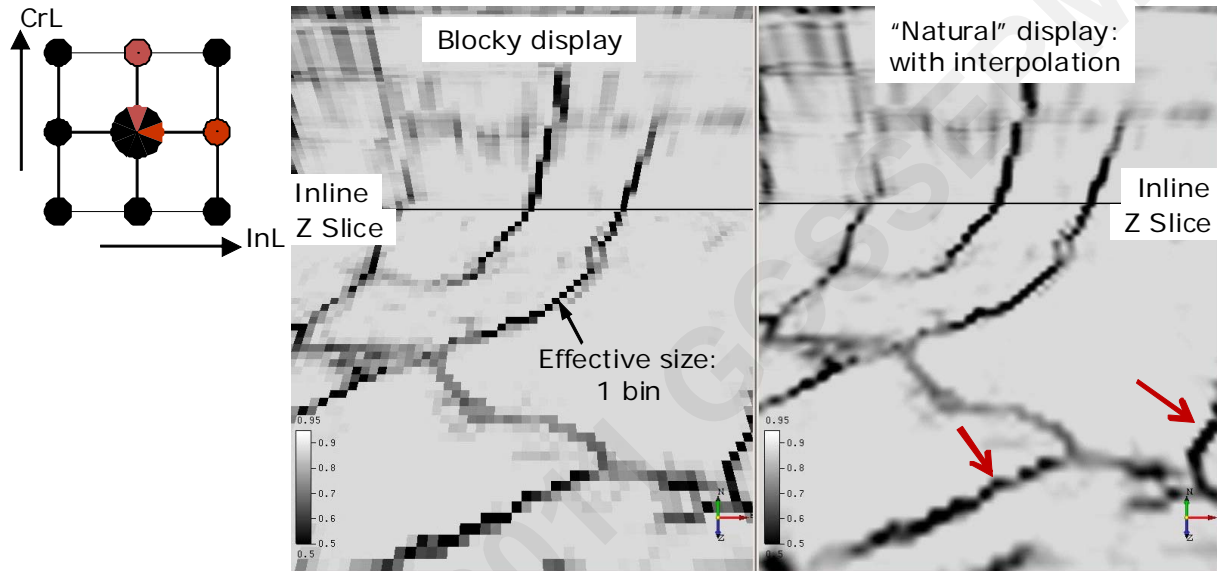 CrL
InL
Blocky display
Inline
Z Slice
Effective size:
1 bin
0.95
0.9
0.8
0.7
0.6
0.5
N
Z
“Natural” display:
with interpolation
Inline
Z Slice
0.95
0.9
0.8
0.7
0.6
0.5
N
Z